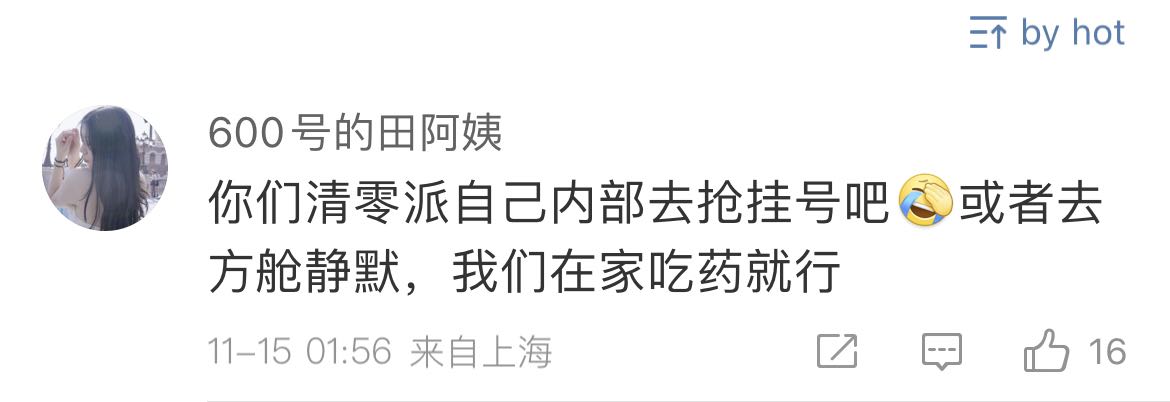 by hot
600号的田阿姨
你们清零派自己内部去抢挂号吧🤣或者去
方舱静默，我们在家吃药就行
11-15 01:56 来自上海 16